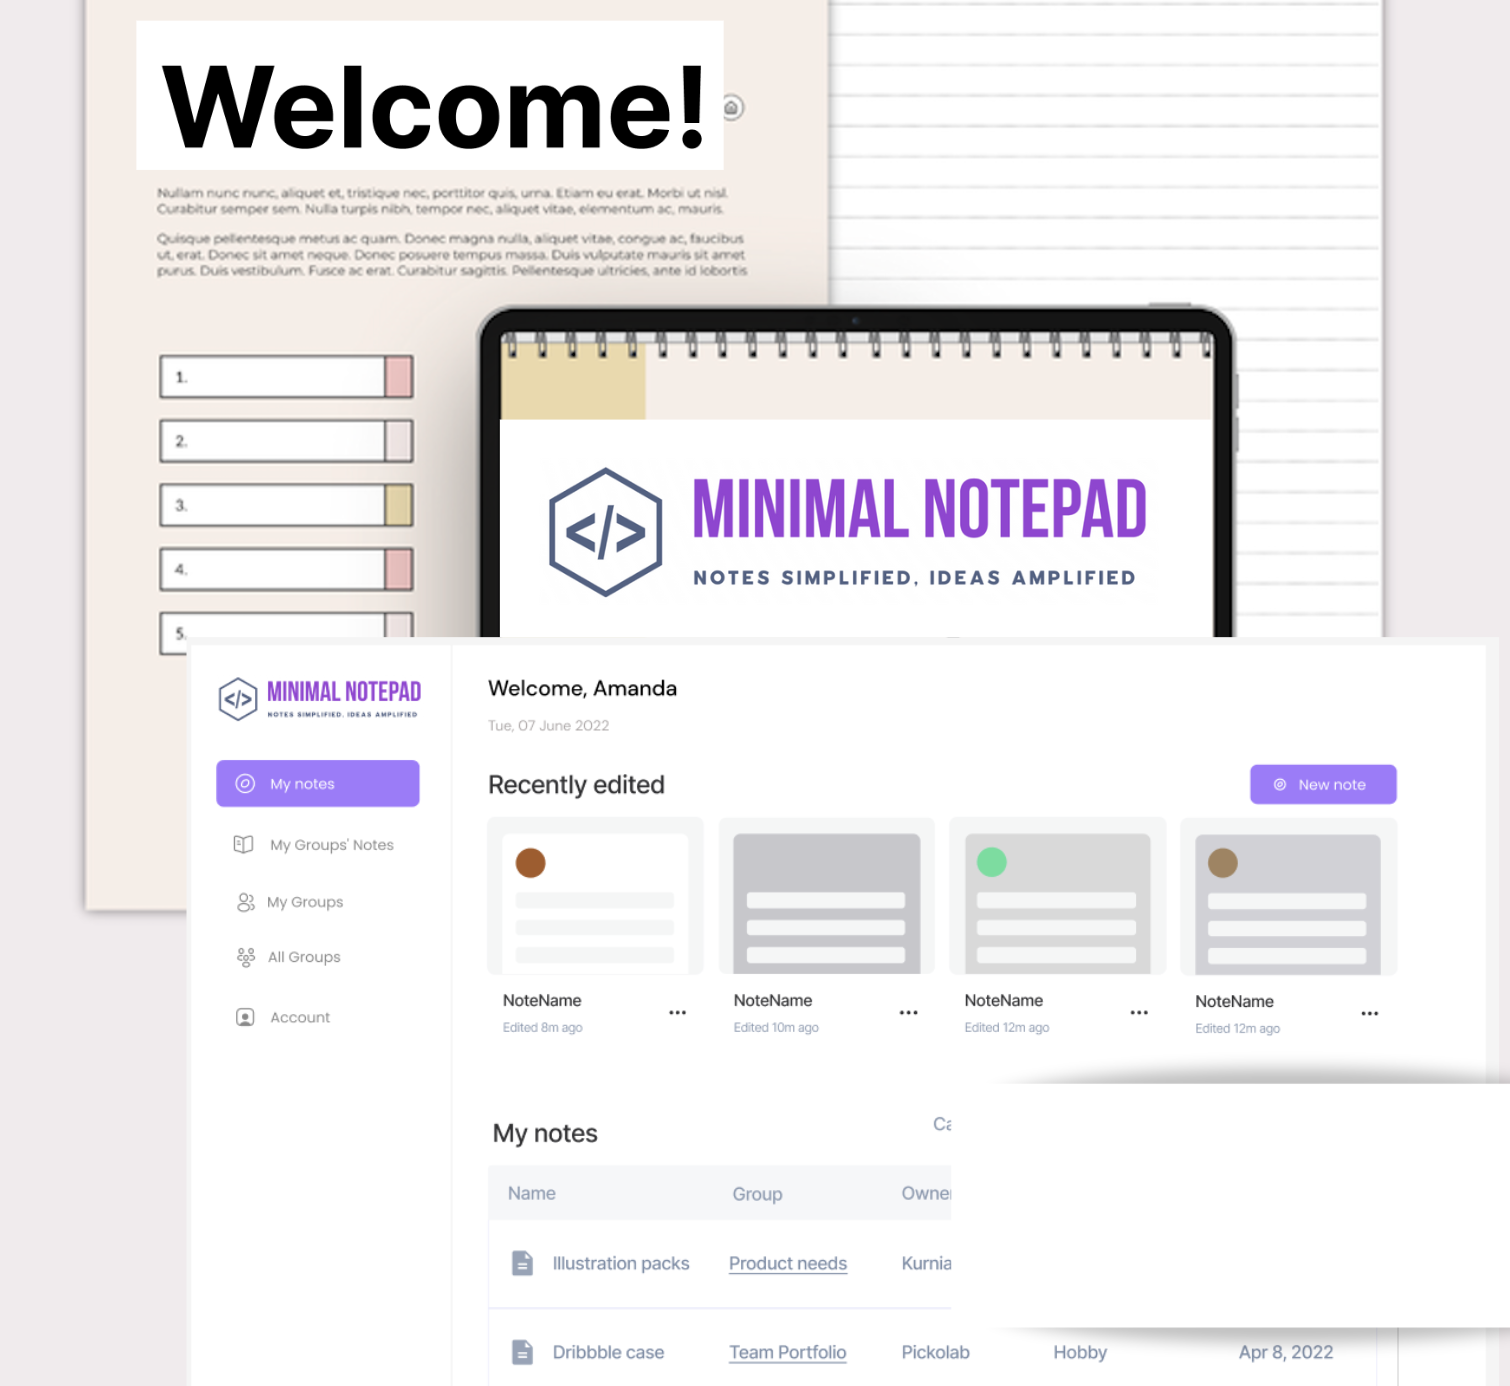 Welcome!
Nullam nunc nunc, aliquet et, tristique nec, porttitor quis, urna. Etiam eu erat. Morbi ut nisl.
Curabitur semper sem. Nulla turpis nibh, tempor nec, aliquet vitae, elementum ac, mauris.
Quisque pellentesque metus ac quam. Donec magna nulla, aliquet vitae, congue ac, faucibus
ut, erat. Donec sit amet neque. Donec posuere tempus massa. Duis vulputate mauris sit amet
purus. Duis vestibulum. Fusce ac erat. Curabitur sagittis. Pellentesque ultricies, ante id lobortis
1.
2.
3.
4.
5.
</>
MINIMAL NOTEPAD
NOTES SIMPLIFIED, IDEAS AMPLIFIED
</>
MINIMAL NOTEPAD
NOTES SIMPLIFIED, IDEAS AMPLIFIED
My notes
My Groups' Notes
My Groups
All Groups
Account
Welcome, Amanda
Tue, 07 June 2022
Recently edited
New note
NoteName
Edited 8m ago
NoteName
Edited 10m ago
NoteName
Edited 12m ago
NoteName
Edited 12m ago
My notes
Ca
Name Group Owner
Illustration packs Product needs Kurnia
Dribbble case Team Portfolio Pickolab Hobby Apr 8, 2022